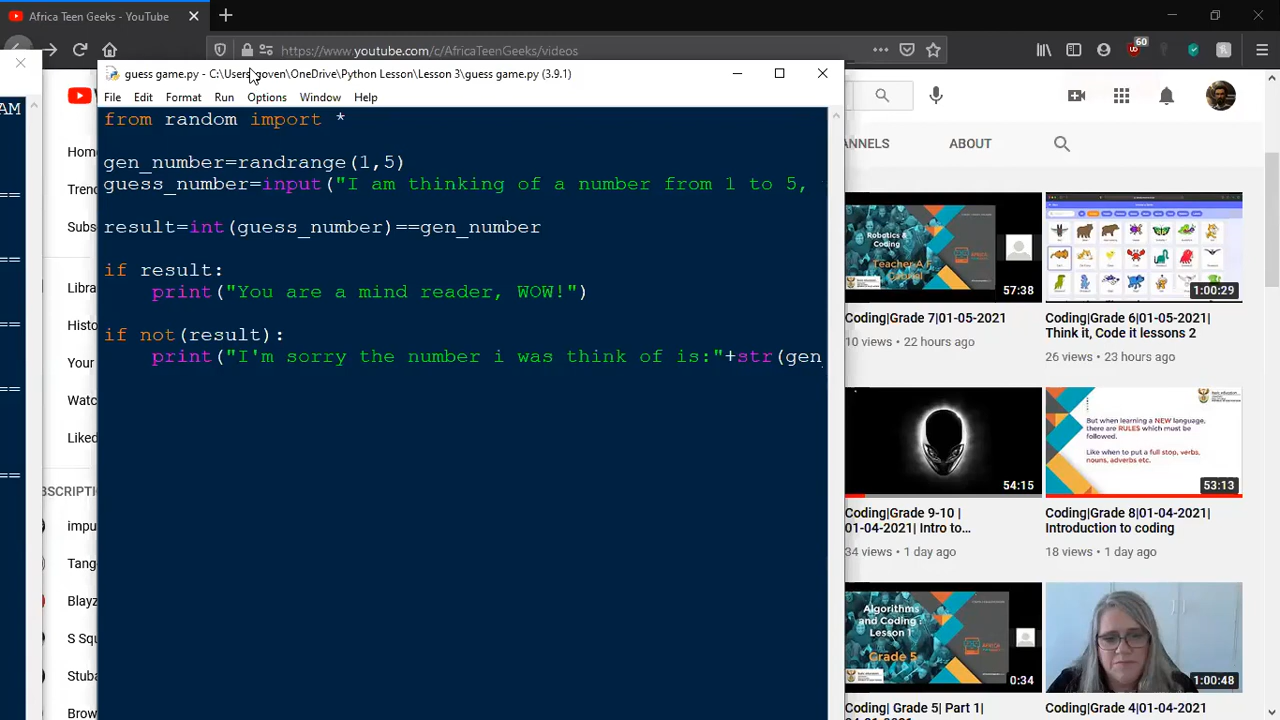 Africa Teen Geeks - YouTube
https://www.youtube.com/c/AfricaTeenGeeks/videos
60
guess game.py - C:\Users\goven\OneDrive\Python Lesson\Lesson 3\guess game.py (3.9.1)
File Edit Format Run Options Window Help
from random import *
gen_number=randrange(1,5)
guess_number=input("I am thinking of a number from 1 to 5,
result=int(guess_number)==gen_number
if result:
print("You are a mind reader, WOW!")
if not(result):
print("I'm sorry the number i was think of is:"+str(gen
AM
==
==
==
==
==
Home
Trend
Subs
Libra
Histo
Your
Watc
Liked
BSCRIPTION
impu
Tang
Blayz
S Squ
Stuba
Brow
ANNELS
ABOUT
Robotics &
Coding
Teacher A F
57:38
Coding|Grade 7|01-05-2021
10 views • 22 hours ago
1:00:29
Coding|Grade 6|01-05-2021|
Think it, Code it lessons 2
26 views • 23 hours ago
54:15
Coding|Grade 9-10 |
01-04-2021| Intro to...
34 views • 1 day ago
But when learning a NEW language,
there are RULES which must be
followed.
Like when to put a full stop, verbs,
nouns, adverbs etc.
53:13
Coding|Grade 8|01-04-2021|
Introduction to coding
18 views • 1 day ago
Algorithms
and Coding
Lesson 1
Grade 5
0:34
Coding| Grade 5| Part 1|
1:00:48
Coding|Grade 4|01-04-2021